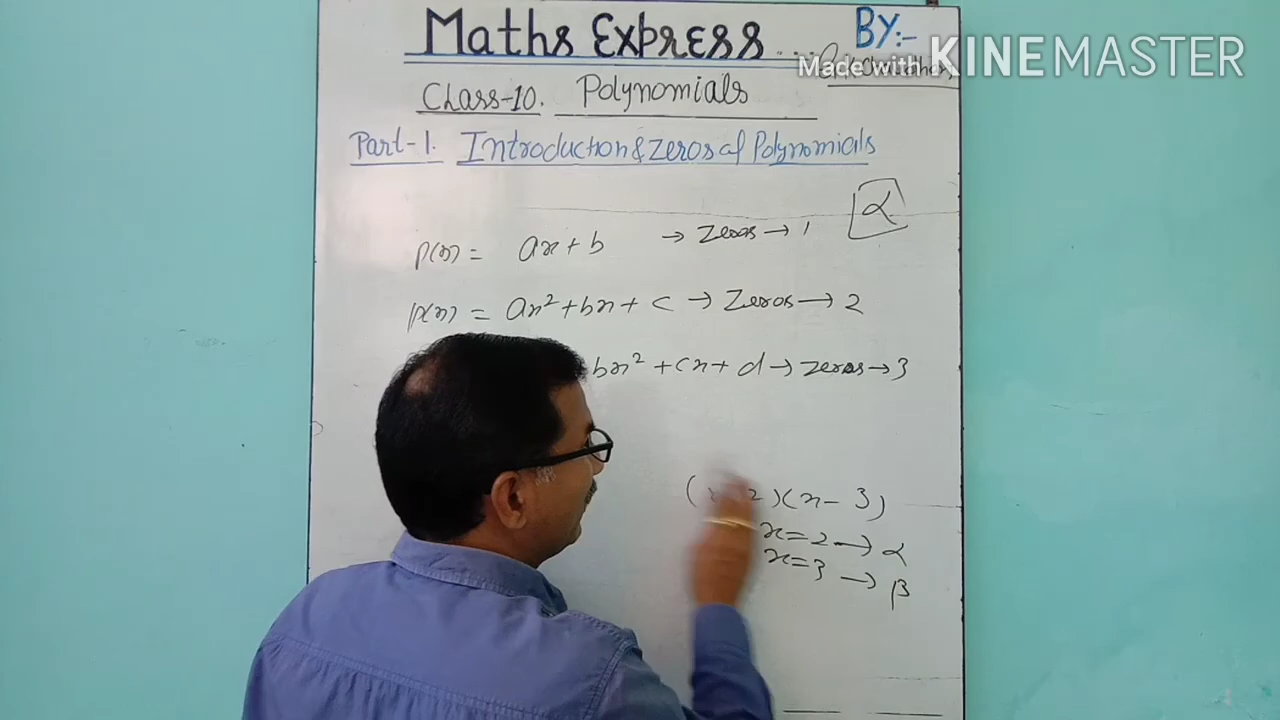 Maths Express ... BY:-
Made with KINEMASTER
Class-10. Polynomials
Part-1. Introduction & Zeros of Polynomials
α
p(x) = ax + b → Zeros → 1
p(x) = ax² + bx + c → Zeros → 2
bx² + cx + d → zeros → 3
( 2)(x - 3)
x = 2 → α
x = 3 → β